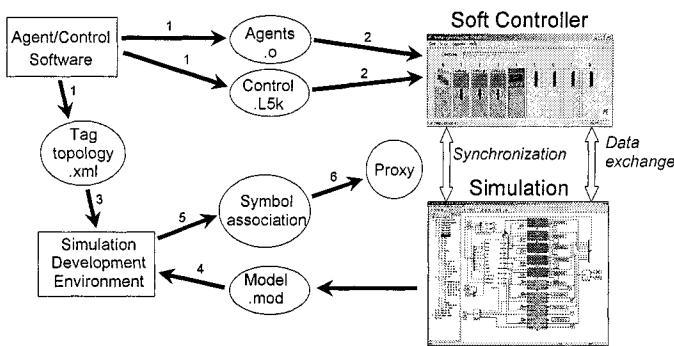 Soft Controller
Agent/Control
Software
1
Agents
.o
2
1
Control
.L5k
2
1
Tag
topology
.xml
Synchronization
Data
exchange
Simulation
3
5
Symbol
association
6
Proxy
Simulation
Development
Environment
4
Model
.mod